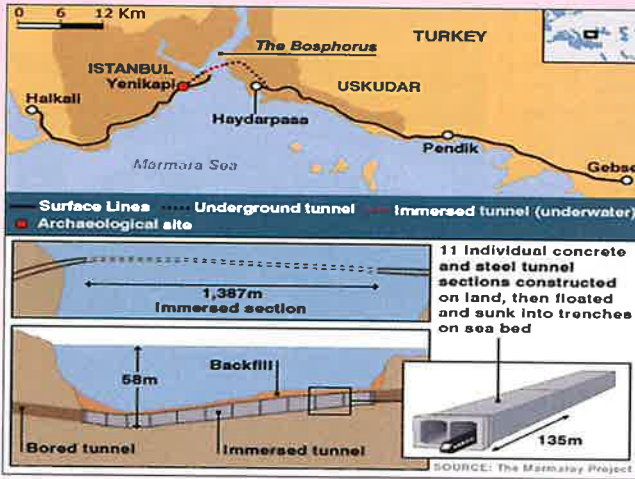 0 6 12 Km
The Bosphorus
TURKEY
ISTANBUL
Yenikapi
USKUDAR
Halkali
Haydarpasa
Pendik
Marmara Sea
Gebse
Surface Lines
Underground tunnel
Immersed tunnel (underwater)
Archaeological site
1,387m
Immersed section
11 individual concrete
and steel tunnel
sections constructed
on land, then floated
and sunk into trenches
on sea bed
58m
Backfill
Bored tunnel
Immersed tunnel
135m
SOURCE: The Marmaray Project